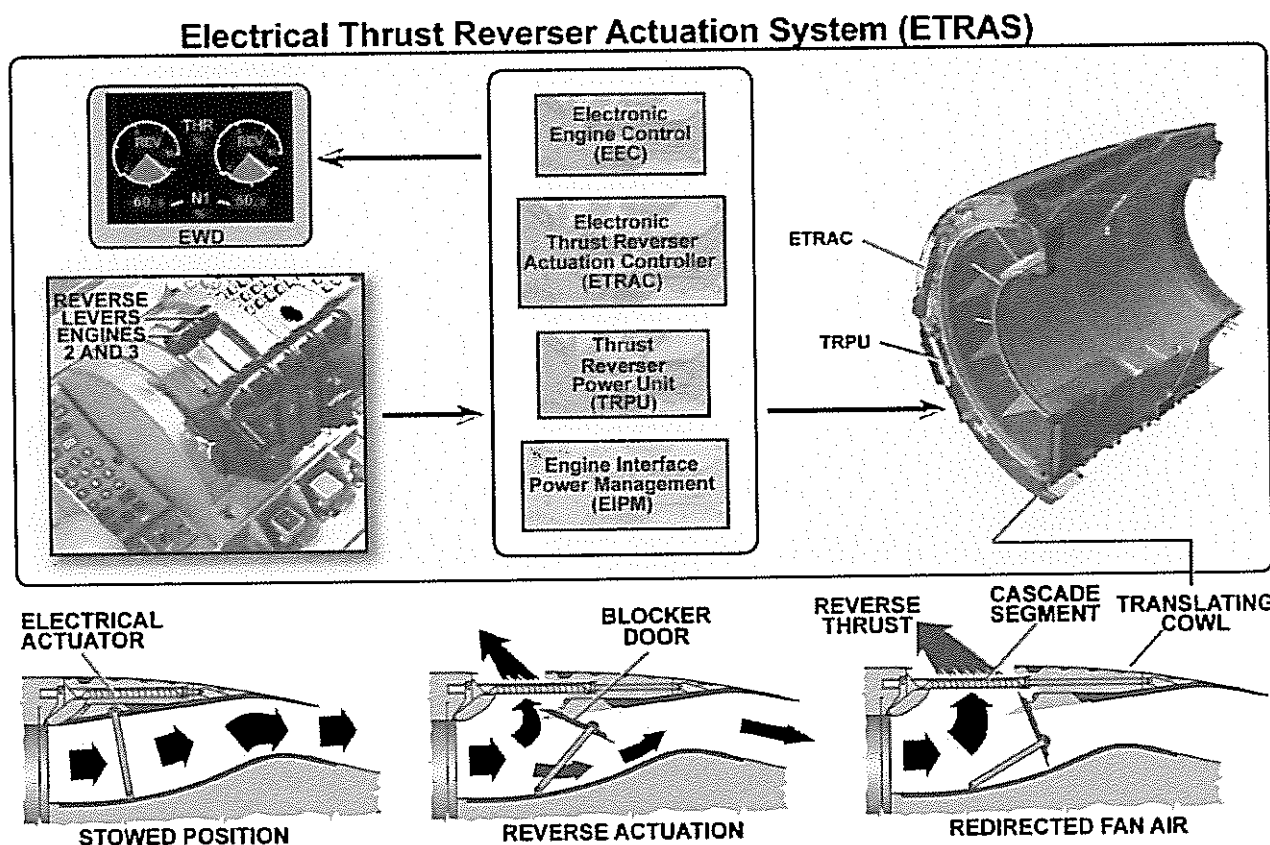 Electrical Thrust Reverser Actuation System (ETRAS)
THR
REV
REV
%
60
N1
60
%
EWD
REVERSE
LEVERS
ENGINES
2 AND 3
Electronic
Engine Control
(EEC)
Electronic
Thrust Reverser
Actuation Controller
(ETRAC)
Thrust
Reverser
Power Unit
(TRPU)
Engine Interface
Power Management
(EIPM)
ETRAC
TRPU
ELECTRICAL
ACTUATOR
BLOCKER
DOOR
REVERSE
THRUST
CASCADE
SEGMENT
TRANSLATING
COWL
STOWED POSITION
REVERSE ACTUATION
REDIRECTED FAN AIR